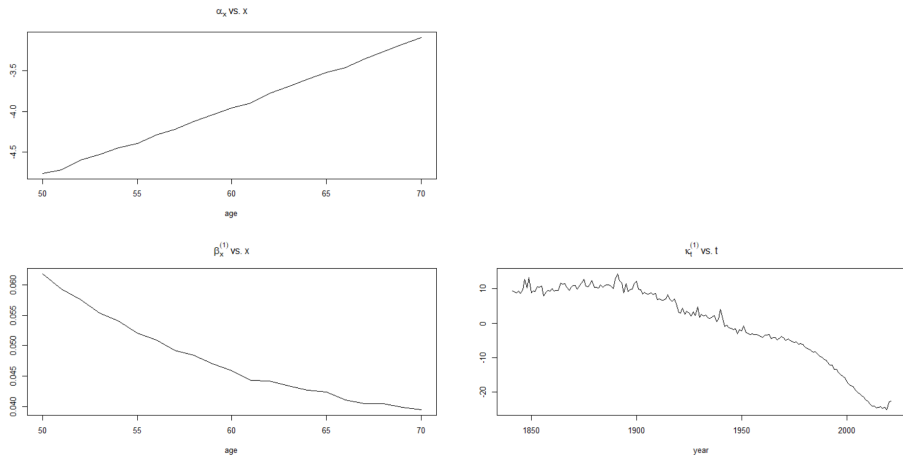 αₓ vs. x
-3.5
-4.0
-4.5
50 55 60 65 70
age
βₓ⁽¹⁾ vs. x
0.060
0.055
0.050
0.045
0.040
50 55 60 65 70
age
κₜ⁽¹⁾ vs. t
10
0
-10
-20
1850 1900 1950 2000
year